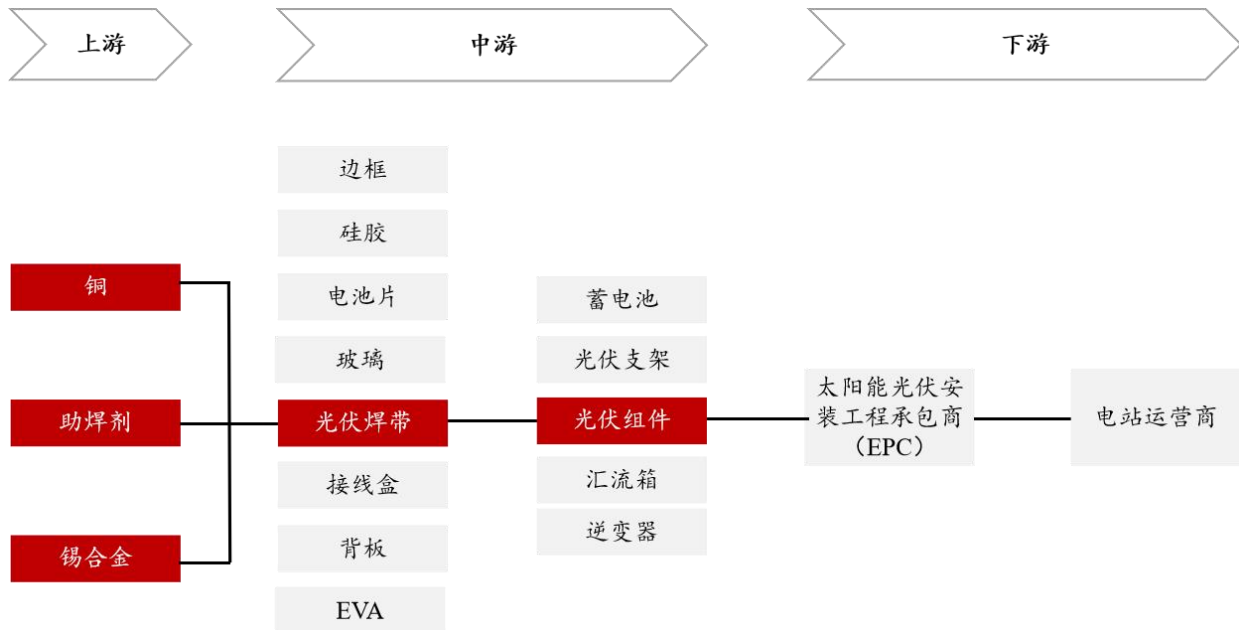 上游
中游
下游
边框
硅胶
电池片
玻璃
光伏焊带
接线盒
背板
EVA
铜
助焊剂
锡合金
蓄电池
光伏支架
光伏组件
汇流箱
逆变器
太阳能光伏安
装工程承包商
（EPC）
电站运营商